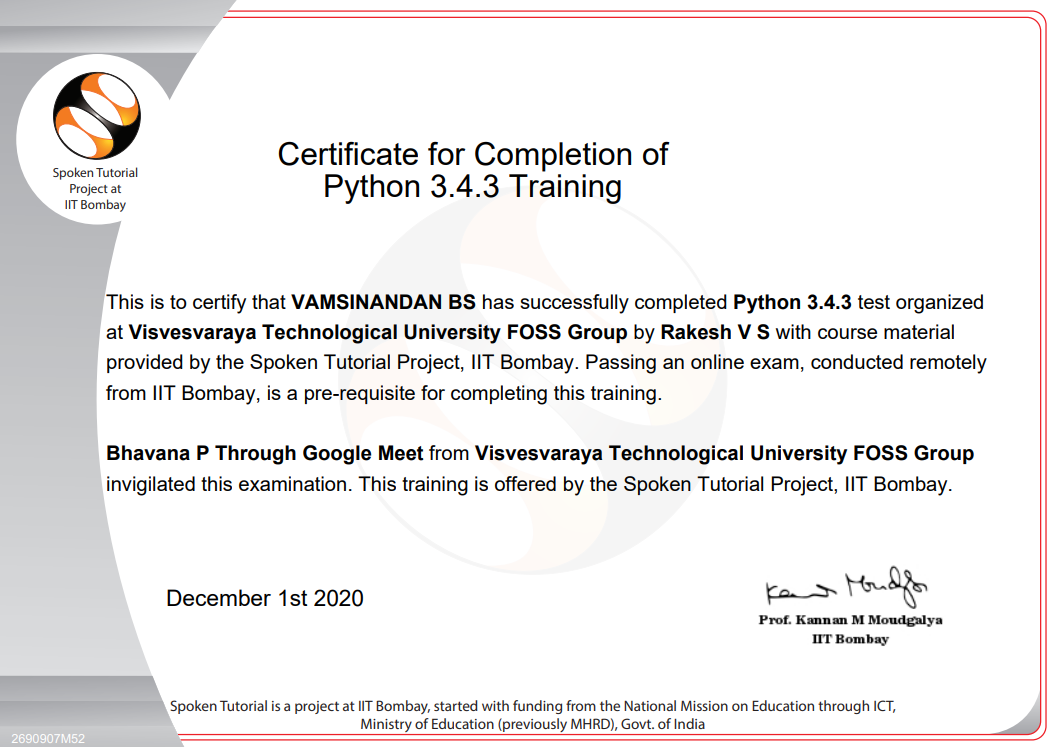 Spoken Tutorial
Project at
IIT Bombay
Certificate for Completion of
Python 3.4.3 Training
This is to certify that VAMSINANDAN BS has successfully completed Python 3.4.3 test organized
at Visvesvaraya Technological University FOSS Group by Rakesh V S with course material
provided by the Spoken Tutorial Project, IIT Bombay. Passing an online exam, conducted remotely
from IIT Bombay, is a pre-requisite for completing this training.
Bhavana P Through Google Meet from Visvesvaraya Technological University FOSS Group
invigilated this examination. This training is offered by the Spoken Tutorial Project, IIT Bombay.
December 1st 2020
Kannan Moudgalya
Prof. Kannan M Moudgalya
IIT Bombay
Spoken Tutorial is a project at IIT Bombay, started with funding from the National Mission on Education through ICT,
Ministry of Education (previously MHRD), Govt. of India
2690907M52